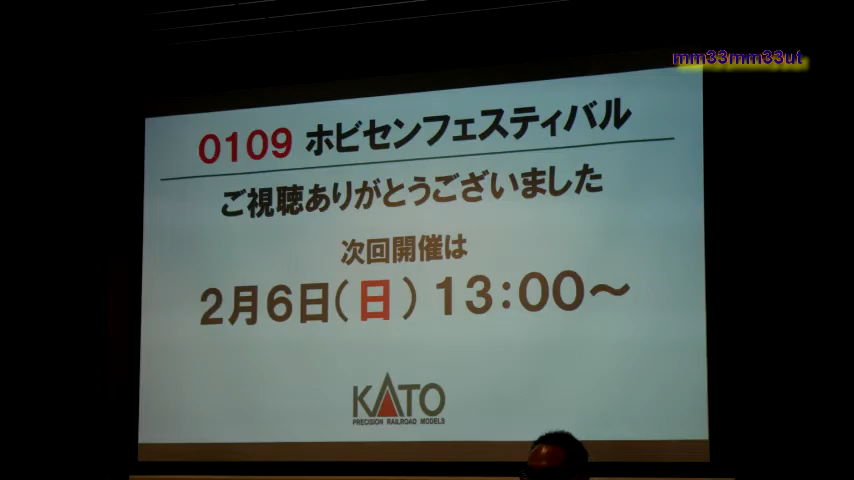 mm33mm33ut
0109 ホビセンフェスティバル
ご視聴ありがとうございました
次回開催は
2月6日(日) 13:00～
KATO
PRECISION RAILROAD MODELS